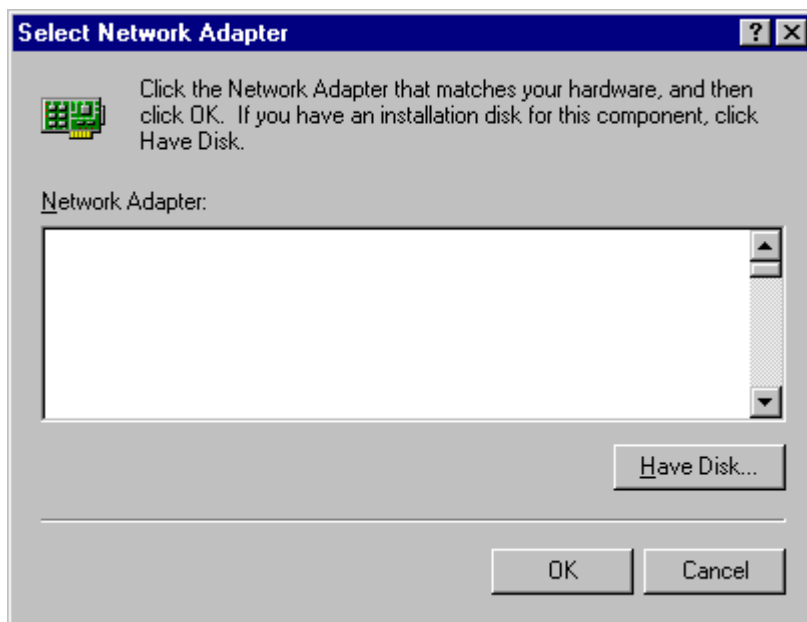 Select Network Adapter
Click the Network Adapter that matches your hardware, and then
click OK.  If you have an installation disk for this component, click
Have Disk.
Network Adapter:
Have Disk...
OK
Cancel